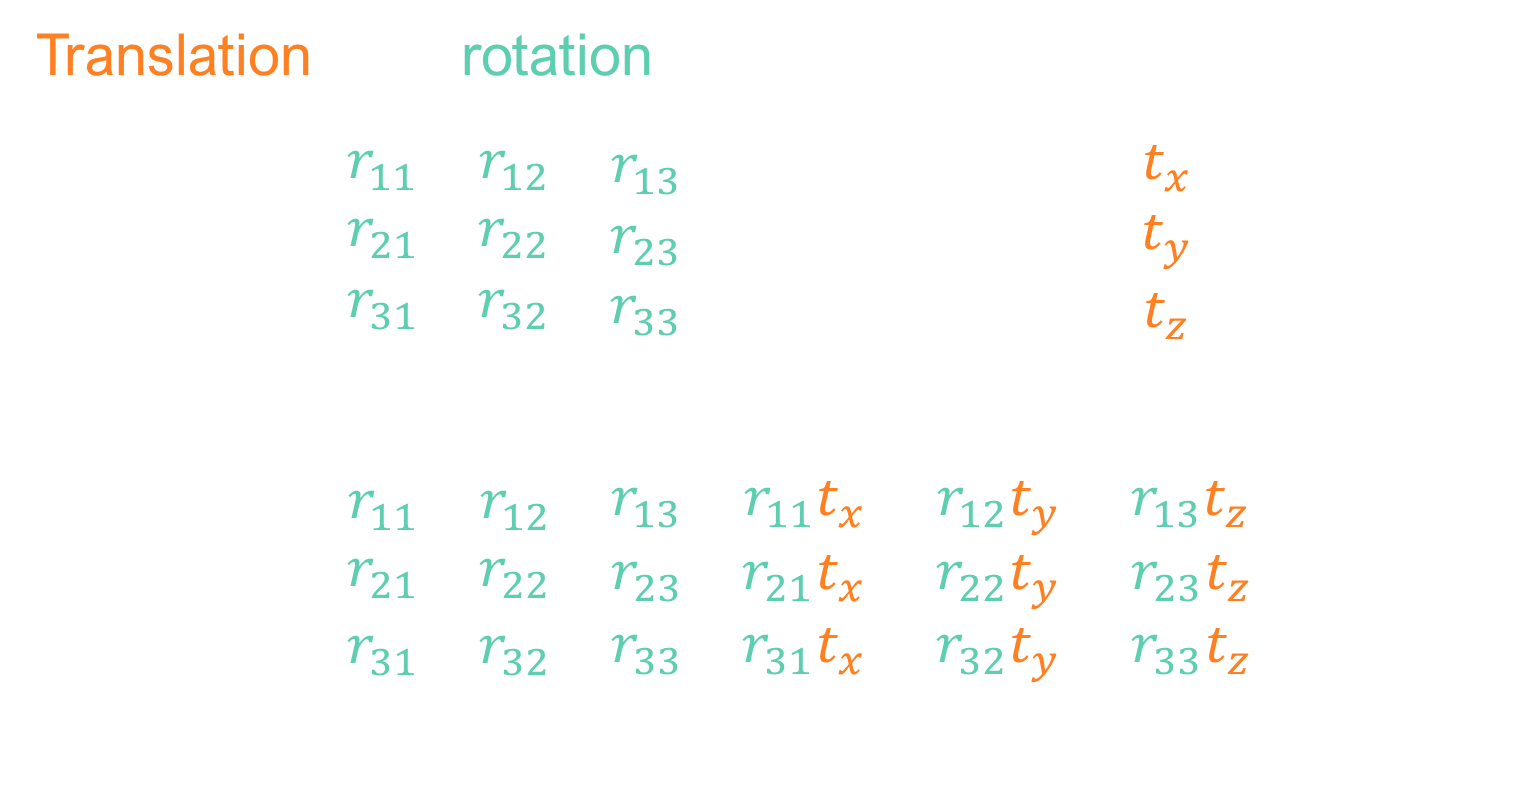 Translation rotation
r11 r12 r13 tx
r21 r22 r23 ty
r31 r32 r33 tz
r11 r12 r13 r11tx r12ty r13tz
r21 r22 r23 r21tx r22ty r23tz
r31 r32 r33 r31tx r32ty r33tz